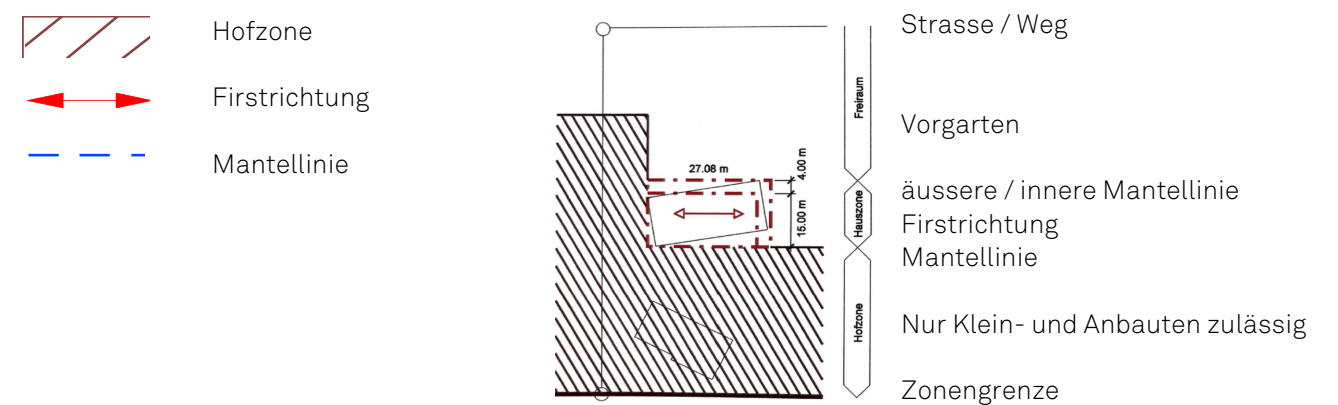 Hofzone
Firstrichtung
Mantellinie
27.08 m
4.00 m
15.00 m
Freiraum
Hauszone
Hofzone
Strasse / Weg
Vorgarten
äussere / innere Mantellinie
Firstrichtung
Mantellinie
Nur Klein- und Anbauten zulässig
Zonengrenze